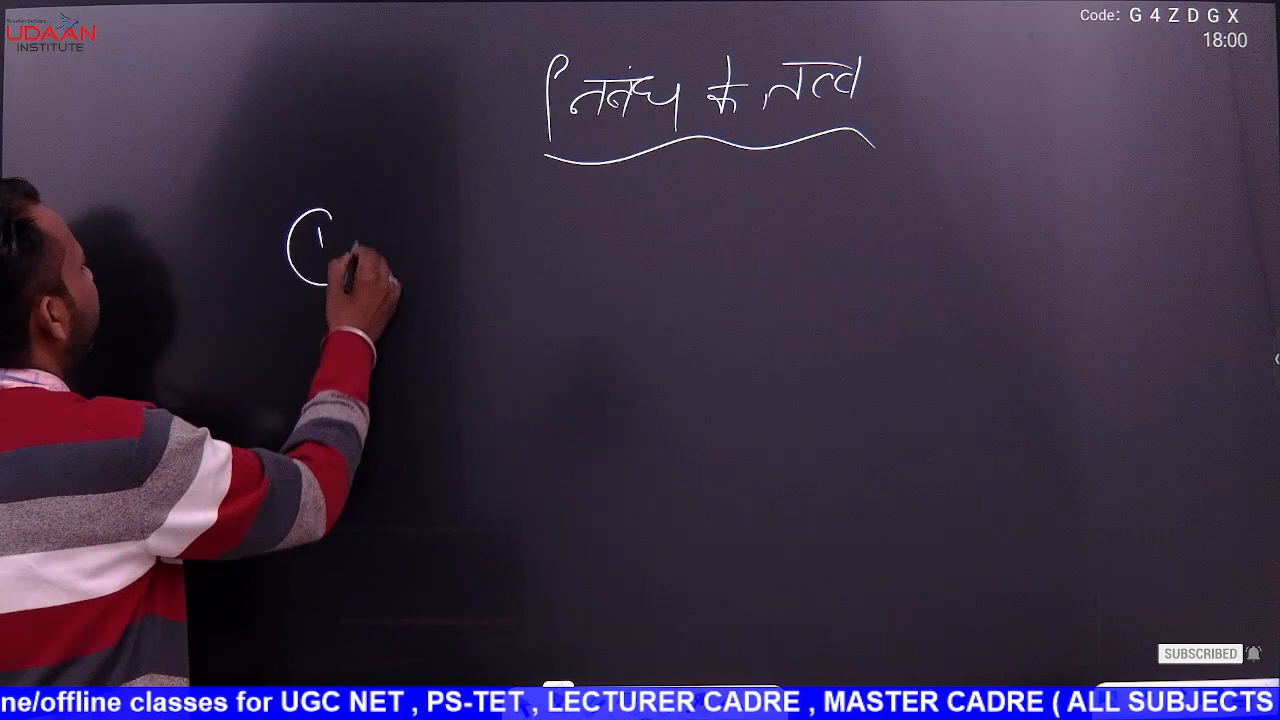 UDAAN
INSTITUTE
Code: G 4 Z D G X
18:00
निबंध के तत्व
1
SUBSCRIBED
ne/offline classes for UGC NET , PS-TET , LECTURER CADRE , MASTER CADRE ( ALL SUBJECTS